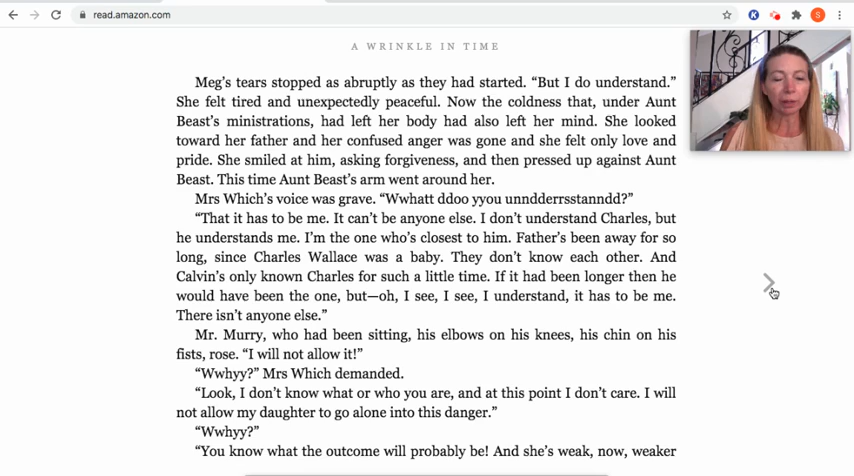 read.amazon.com
S
A WRINKLE IN TIME
Meg's tears stopped as abruptly as they had started. “But I do understand.”
She felt tired and unexpectedly peaceful. Now the coldness that, under Aunt
Beast's ministrations, had left her body had also left her mind. She looked
toward her father and her confused anger was gone and she felt only love and
pride. She smiled at him, asking forgiveness, and then pressed up against Aunt
Beast. This time Aunt Beast's arm went around her.
Mrs Which's voice was grave. “Wwhatt ddoo yyou unndderrsstanndd?”
“That it has to be me. It can't be anyone else. I don't understand Charles, but
he understands me. I'm the one who's closest to him. Father's been away for so
long, since Charles Wallace was a baby. They don't know each other. And
Calvin's only known Charles for such a little time. If it had been longer then he
would have been the one, but—oh, I see, I see, I understand, it has to be me.
There isn't anyone else.”
Mr. Murry, who had been sitting, his elbows on his knees, his chin on his
fists, rose. “I will not allow it!”
“Wwhyy?” Mrs Which demanded.
“Look, I don't know what or who you are, and at this point I don't care. I will
not allow my daughter to go alone into this danger.”
“Wwhyy?”
“You know what the outcome will probably be! And she's weak, now, weaker